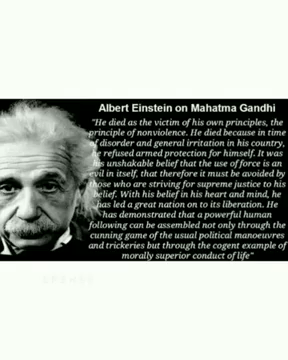 Albert Einstein on Mahatma Gandhi
"He died as the victim of his own principles, the
principle of nonviolence. He died because in time
of disorder and general irritation in his country,
he refused armed protection for himself. It was
his unshakable belief that the use of force is an
evil in itself, that therefore it must be avoided by
those who are striving for supreme justice to his
belief. With his belief in his heart and mind, he
has led a great nation on to its liberation. He
has demonstrated that a powerful human
following can be assembled not only through the
cunning game of the usual political manoeuvres
and trickeries but through the cogent example of
morally superior conduct of life"